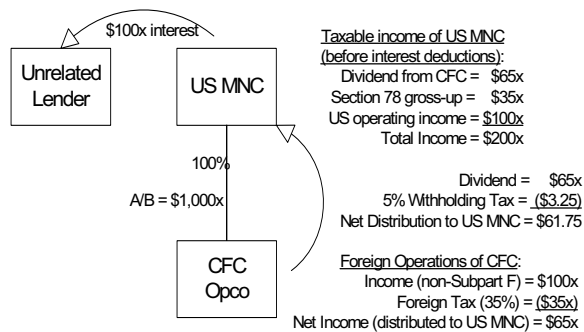 $100x interest
Unrelated
Lender
US MNC
100%
A/B = $1,000x
CFC
Opco
Taxable income of US MNC
(before interest deductions):
Dividend from CFC = $65x
Section 78 gross-up = $35x
US operating income = $100x
Total Income = $200x
Dividend = $65x
5% Withholding Tax = ($3.25)
Net Distribution to US MNC = $61.75
Foreign Operations of CFC:
Income (non-Subpart F) = $100x
Foreign Tax (35%) = ($35x)
Net Income (distributed to US MNC) = $65x